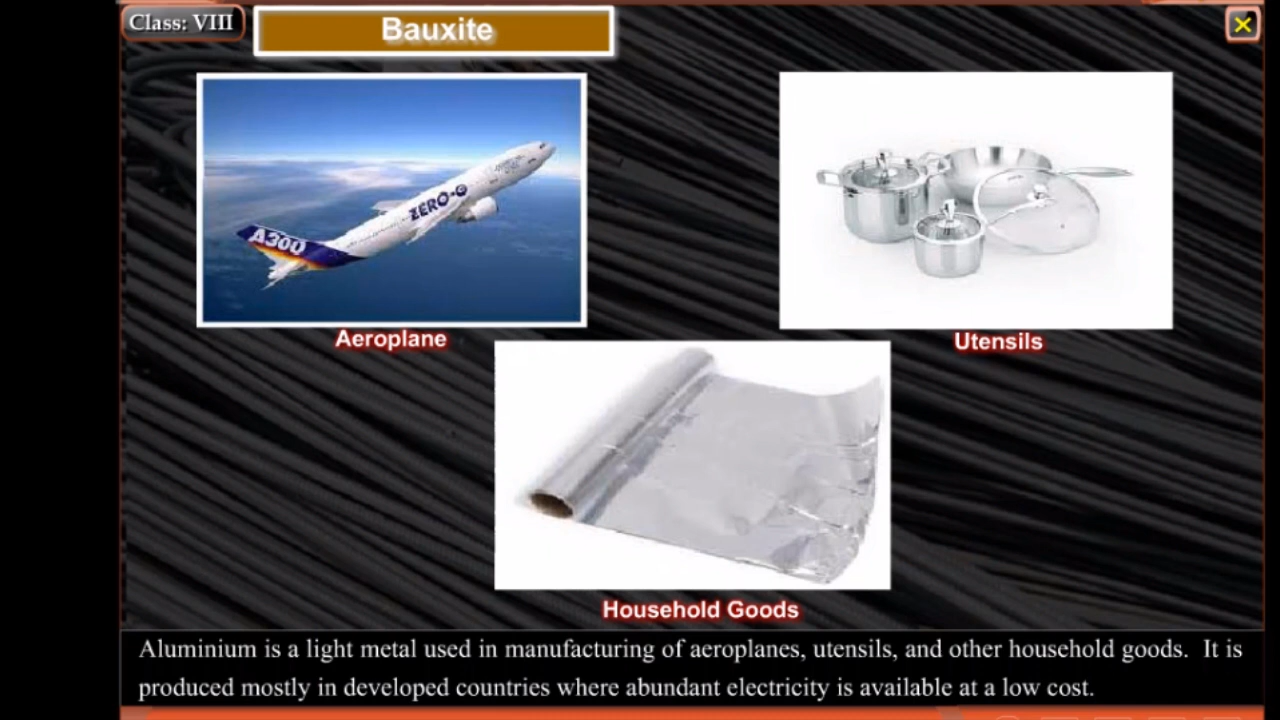 Class: VIII
Bauxite
ZERO-G
A300
Aeroplane
Utensils
Household Goods
Aluminium is a light metal used in manufacturing of aeroplanes, utensils, and other household goods. It is
produced mostly in developed countries where abundant electricity is available at a low cost.